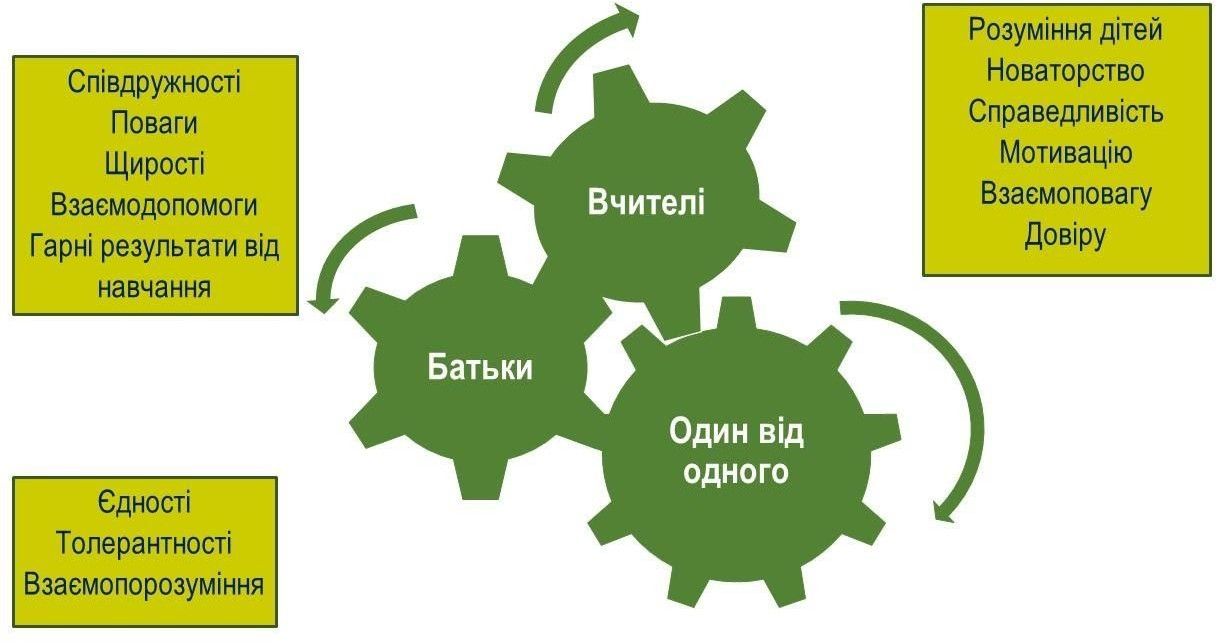 Співдружності
Поваги
Щирості
Взаємодопомоги
Гарні результати від
навчання
Розуміння дітей
Новаторство
Справедливість
Мотивацію
Взаємоповагу
Довіру
Вчителі
Батьки
Один від
одного
Єдності
Толерантності
Взаємопорозуміння